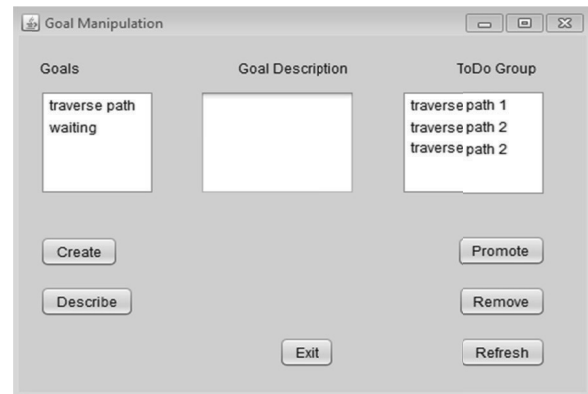 Goal Manipulation
Goals Goal Description ToDo Group
traverse path
waiting
traverse path 1
traverse path 2
traverse path 2
Create Promote
Describe Remove
Exit Refresh